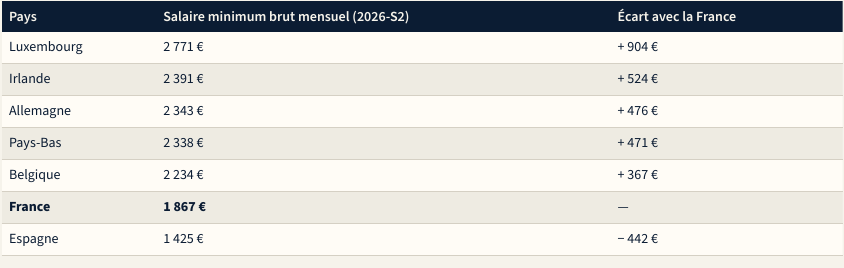 Pays Salaire minimum brut mensuel (2026-S2) Écart avec la France
Luxembourg 2 771 € + 904 €
Irlande 2 391 € + 524 €
Allemagne 2 343 € + 476 €
Pays-Bas 2 338 € + 471 €
Belgique 2 234 € + 367 €
France 1 867 € —
Espagne 1 425 € − 442 €